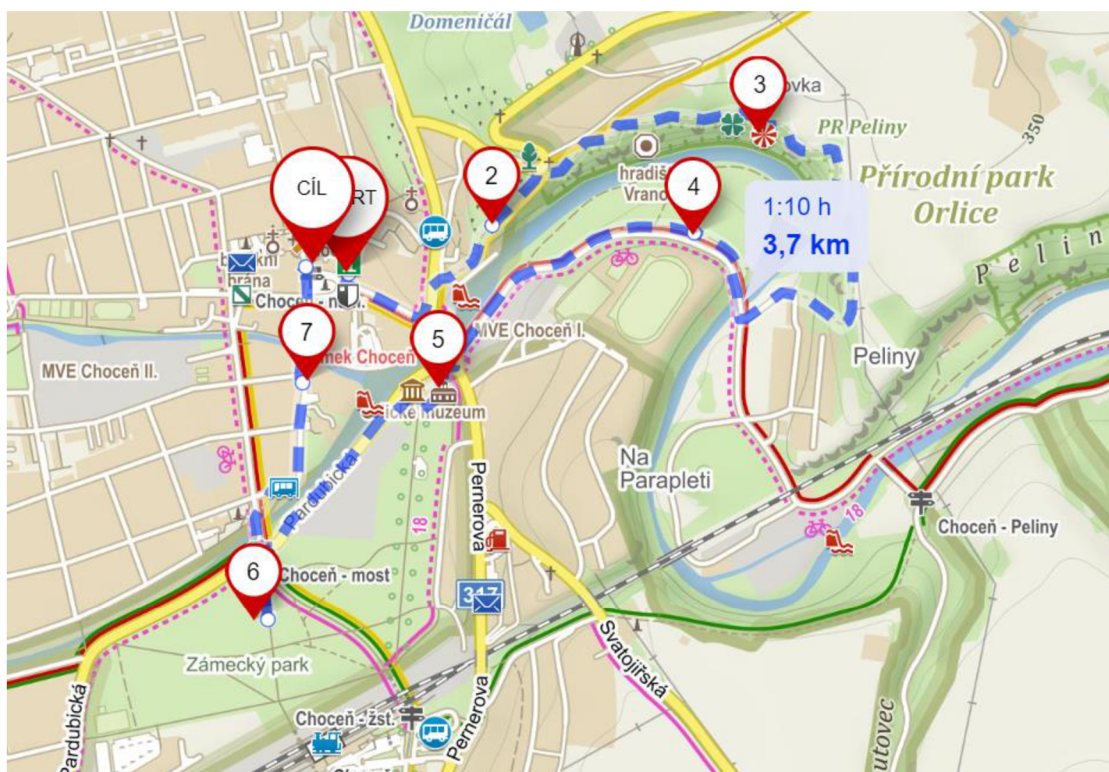 Domeničál
3
PR Peliny
350
2
hradiš
Vrano
4
Přírodní park
Orlice
CÍL
RT
1:10 h
3,7 km
Pelin
brána
Choceň - n
7
5
MVE Choceň I.
mek Choceň
MVE Choceň II.
ické muzeum
Peliny
Na
Parapleti
Pardubická
18
Pernerova
18
Choceň - Peliny
6
Choceň - most
317
Svatojiřská
Zámecký park
Choceň - žst.
Pernerova
Pardubická
utovec